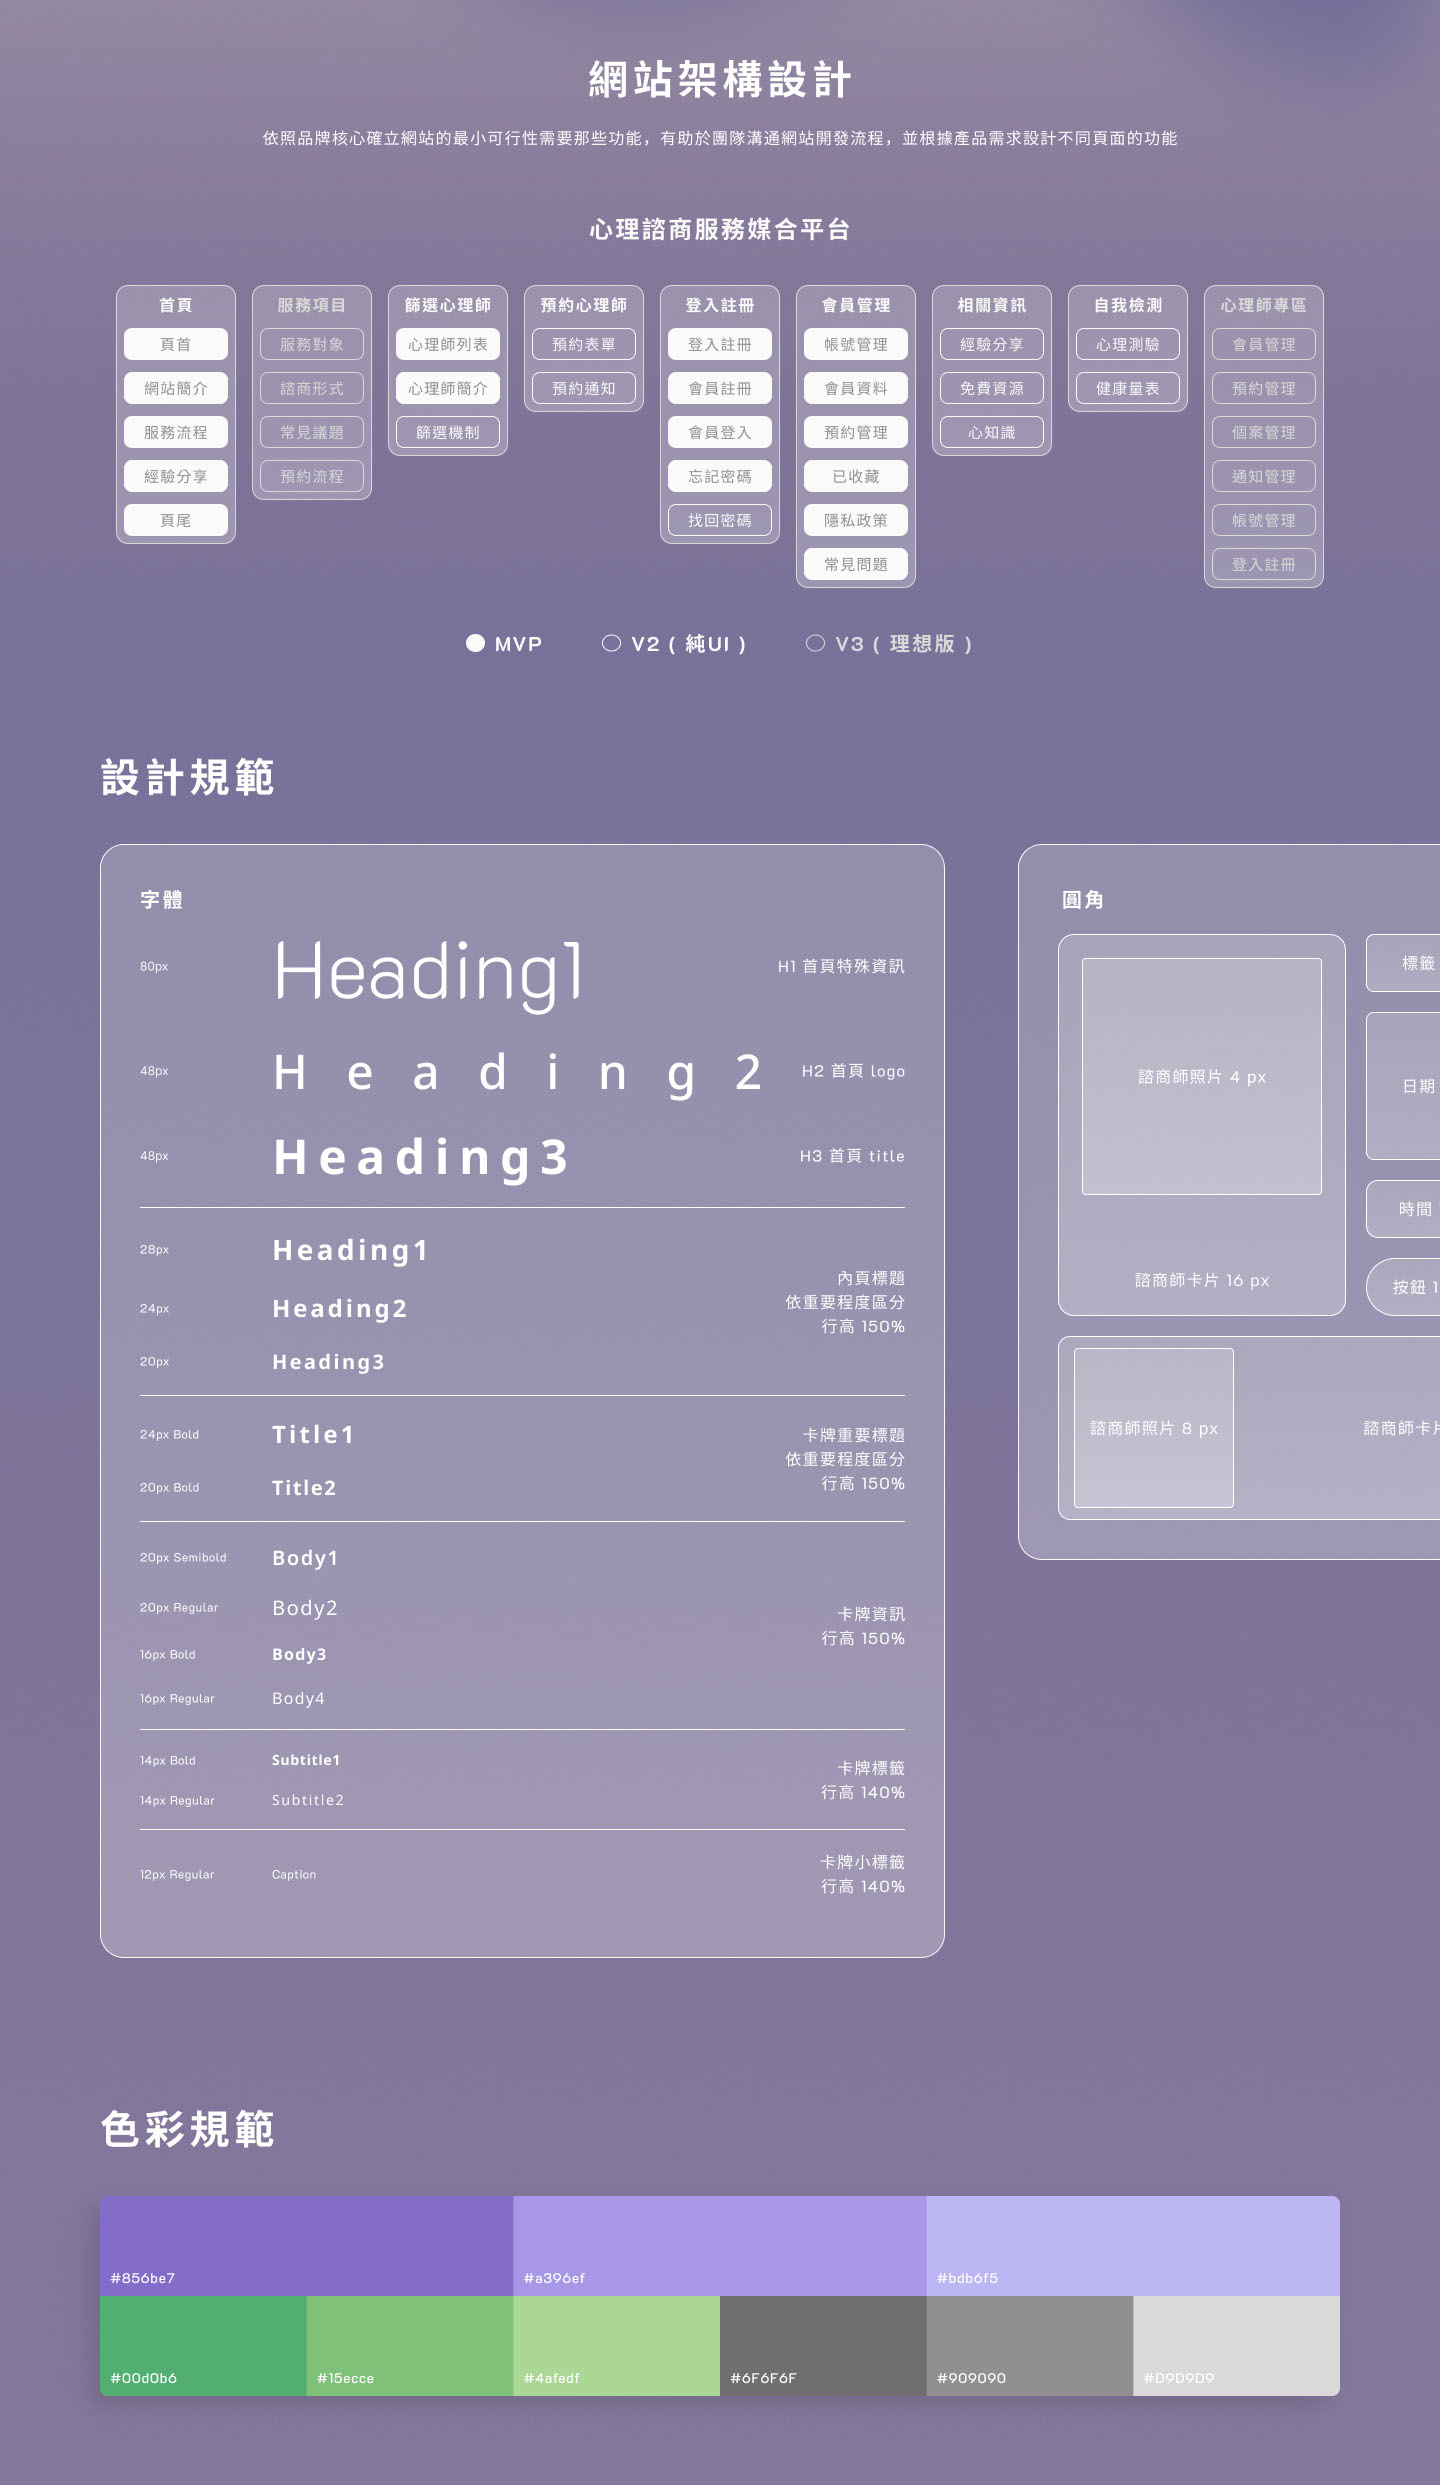 網站架構設計
依照品牌核心確立網站的最小可行性需要那些功能，有助於團隊溝通網站開發流程，並根據產品需求設計不同頁面的功能
心理諮商服務媒合平台
首頁
頁首
網站簡介
服務流程
經驗分享
頁尾
服務項目
服務對象
諮商形式
常見議題
預約流程
篩選心理師
心理師列表
心理師簡介
篩選機制
預約心理師
預約表單
預約通知
登入註冊
登入註冊
會員註冊
會員登入
忘記密碼
找回密碼
會員管理
帳號管理
會員資料
預約管理
已收藏
隱私政策
常見問題
相關資訊
經驗分享
免費資源
心知識
自我檢測
心理測驗
健康量表
心理師專區
會員管理
預約管理
個案管理
通知管理
帳號管理
登入註冊
MVP
V2 ( 純UI )
V3 ( 理想版 )
設計規範
字體
80px Heading1 H1 首頁特殊資訊
48px Heading 2 H2 首頁 logo
48px Heading3 H3 首頁 title
28px Heading1
24px Heading2
20px Heading3
內頁標題
依重要程度區分
行高 150%
24px Bold Title1
20px Bold Title2
卡牌重要標題
依重要程度區分
行高 150%
20px Semibold Body1
20px Regular Body2
16px Bold Body3
16px Regular Body4
卡牌資訊
行高 150%
14px Bold Subtitle1
14px Regular Subtitle2
卡牌標籤
行高 140%
12px Regular Caption
卡牌小標籤
行高 140%
圓角
諮商師照片 4 px
諮商師卡片 16 px
標籤
日期
時間
按鈕 1
諮商師照片 8 px
諮商師卡片
色彩規範
#856be7
#a396ef
#bdb6f5
#00d0b6
#15ecce
#4afedf
#6F6F6F
#909090
#D9D9D9